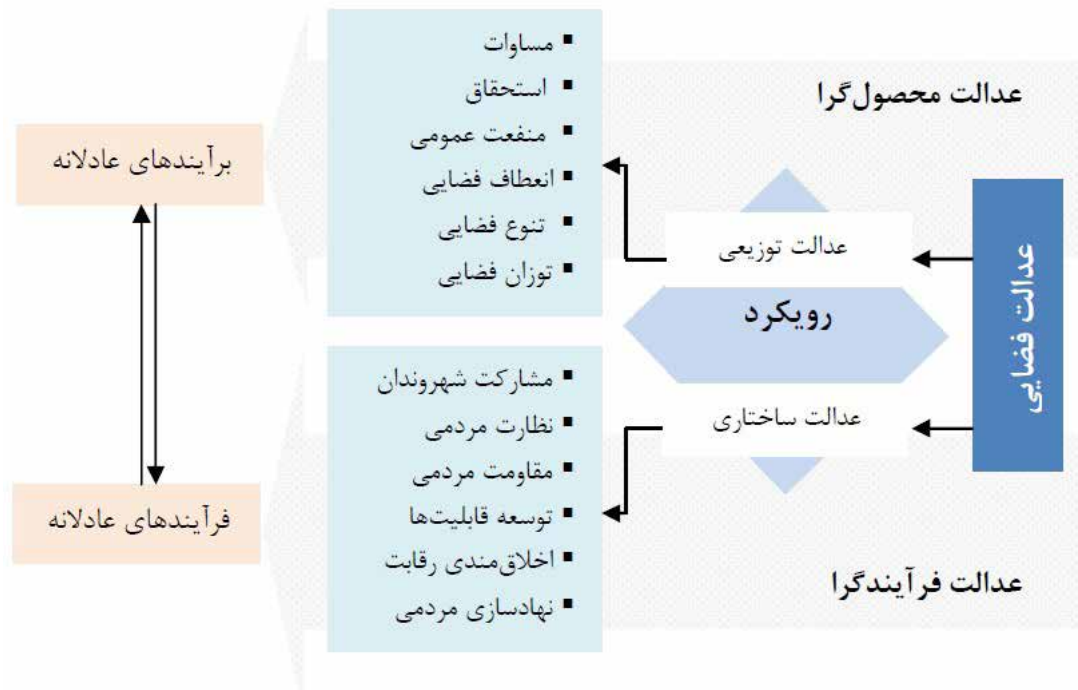 عدالت فضایی
رویکرد
عدالت محصول‌گرا
عدالت توزیعی
▪ مساوات
▪ استحقاق
▪ منفعت عمومی
▪ انعطاف فضایی
▪ تنوع فضایی
▪ توزان فضایی
برآیندهای عادلانه
عدالت ساختاری
عدالت فرآیندگرا
▪ مشارکت شهروندان
▪ نظارت مردمی
▪ مقاومت مردمی
▪ توسعه قابلیت‌ها
▪ اخلاق‌مندی رقابت
▪ نهادسازی مردمی
فرآیندهای عادلانه